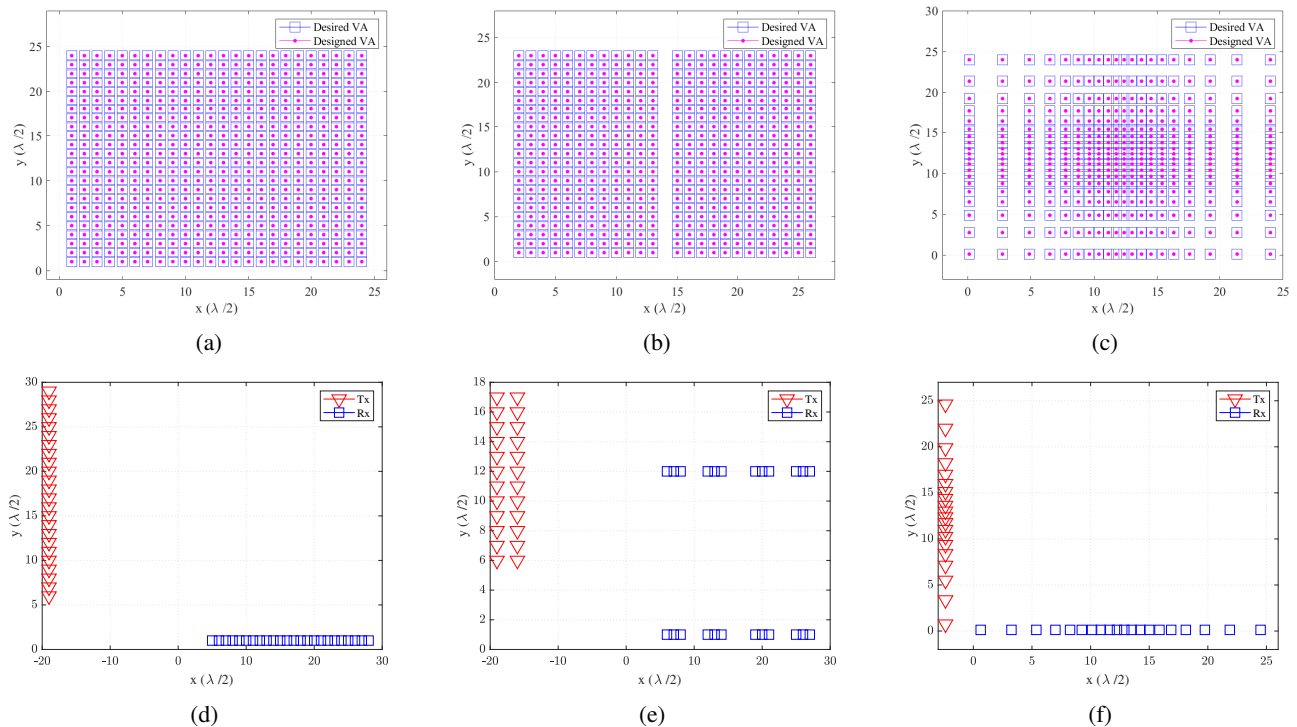 Desired VA
Designed VA
25
20
15
10
5
0
y (λ /2)
0 5 10 15 20 25
x (λ /2)
(a)
Desired VA
Designed VA
25
20
15
10
5
0
y (λ /2)
0 5 10 15 20 25
x (λ /2)
(b)
30
Desired VA
Designed VA
25
20
15
10
5
0
-5
y (λ /2)
0 5 10 15 20 25
x (λ /2)
(c)
30
Tx
Rx
25
20
15
10
5
0
y (λ /2)
-20 -10 0 10 20 30
x (λ /2)
(d)
18
Tx
Rx
16
14
12
10
8
6
4
2
0
y (λ /2)
-20 -10 0 10 20 30
x (λ /2)
(e)
Tx
Rx
25
20
15
10
5
0
y (λ /2)
0 5 10 15 20 25
x (λ /2)
(f)